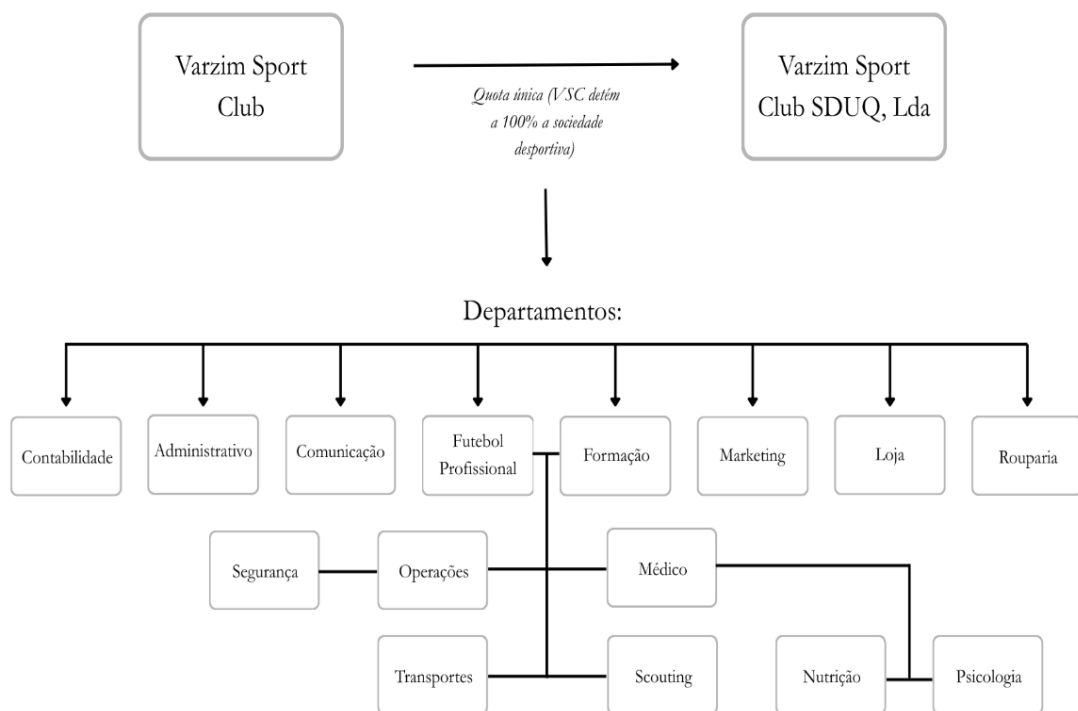 Varzim Sport
Club
Quota única (VSC detém
a 100% a sociedade
desportiva)
Varzim Sport
Club SDUQ, Lda
Departamentos:
Contabilidade
Administrativo
Comunicação
Futebol
Profissional
Formação
Marketing
Loja
Rouparia
Segurança
Operações
Médico
Transportes
Scouting
Nutrição
Psicologia